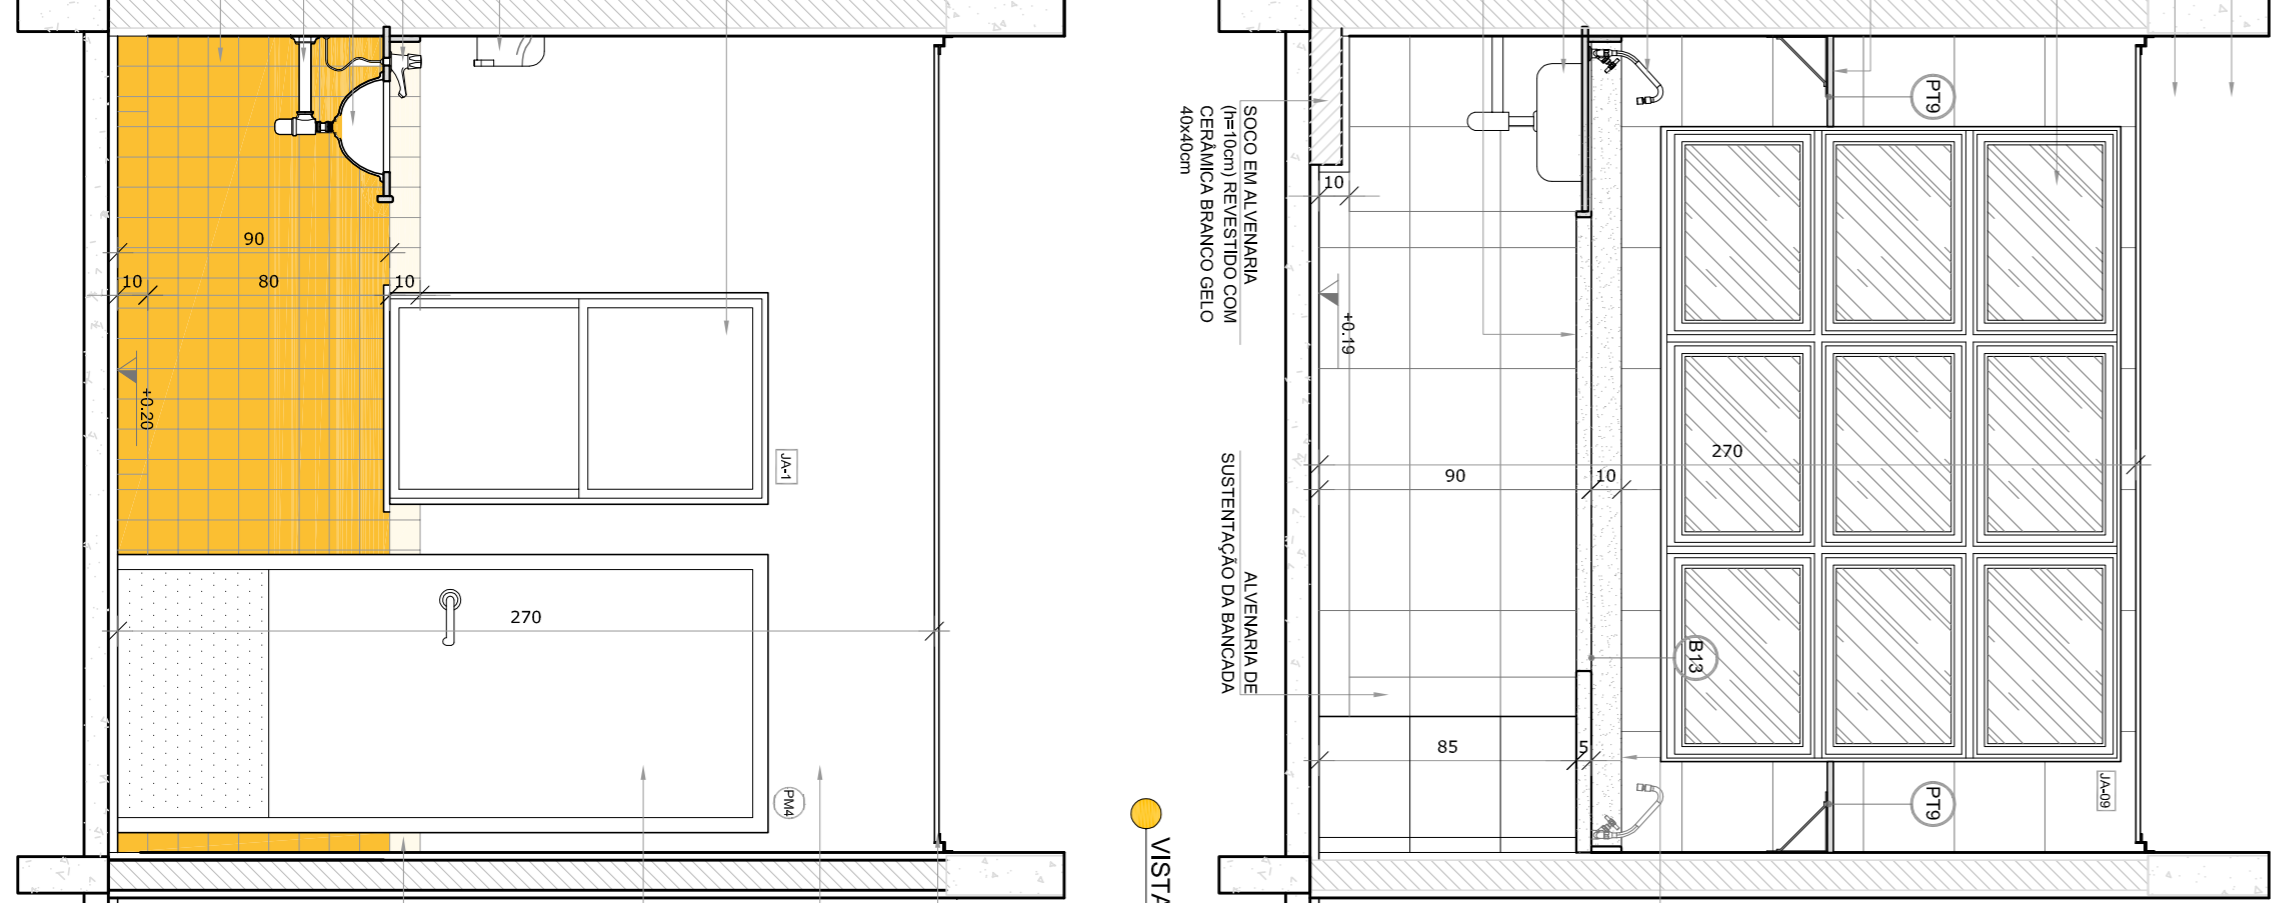 90
10
80
10
+0.20
270
JA-1
PM4
VISTA
SOCO EM ALVENARIA
(h=10cm) REVESTIDO COM
CERÂMICA BRANCO GELO
40x40cm
ALVENARIA DE
SUSTENTAÇÃO DA BANCADA
10
+0.19
90
10
270
85
5
B13
PT9
PT9
JA-09